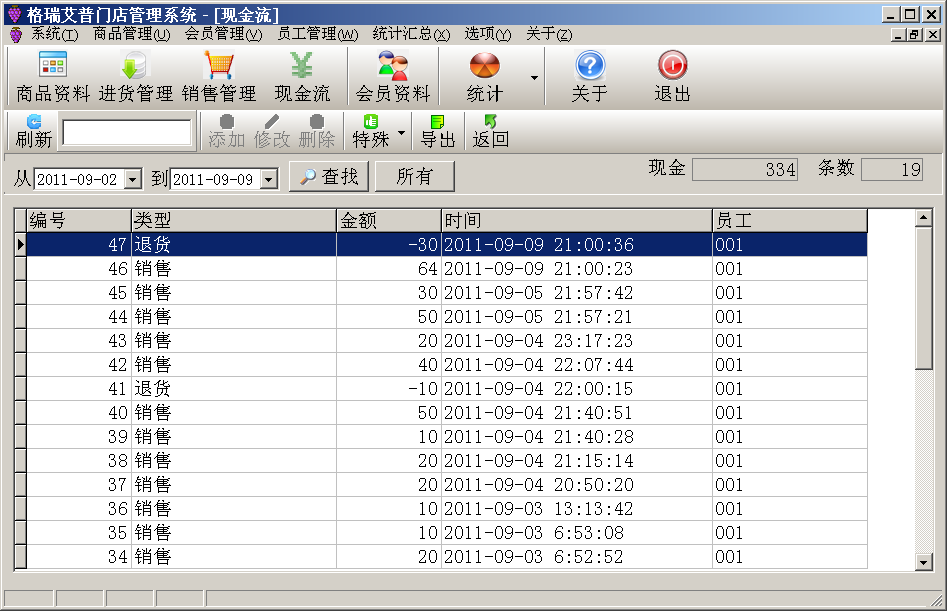 格瑞艾普门店管理系统 - [现金流]
系统(T) 商品管理(U) 会员管理(V) 员工管理(W) 统计汇总(X) 选项(Y) 关于(Z)
商品资料 进货管理 销售管理 现金流 会员资料 统计 关于 退出
刷新 添加 修改 删除 特殊 导出 返回
从 2011-09-02 到 2011-09-09 查找 所有 现金 334 条数 19
编号 类型 金额 时间 员工
47 退货 -30 2011-09-09 21:00:36 001
46 销售 64 2011-09-09 21:00:23 001
45 销售 30 2011-09-05 21:57:42 001
44 销售 50 2011-09-05 21:57:21 001
43 销售 20 2011-09-04 23:17:23 001
42 销售 40 2011-09-04 22:07:44 001
41 退货 -10 2011-09-04 22:00:15 001
40 销售 50 2011-09-04 21:40:51 001
39 销售 10 2011-09-04 21:40:28 001
38 销售 20 2011-09-04 21:15:14 001
37 销售 20 2011-09-04 20:50:20 001
36 销售 10 2011-09-03 13:13:42 001
35 销售 10 2011-09-03 6:53:08 001
34 销售 20 2011-09-03 6:52:52 001